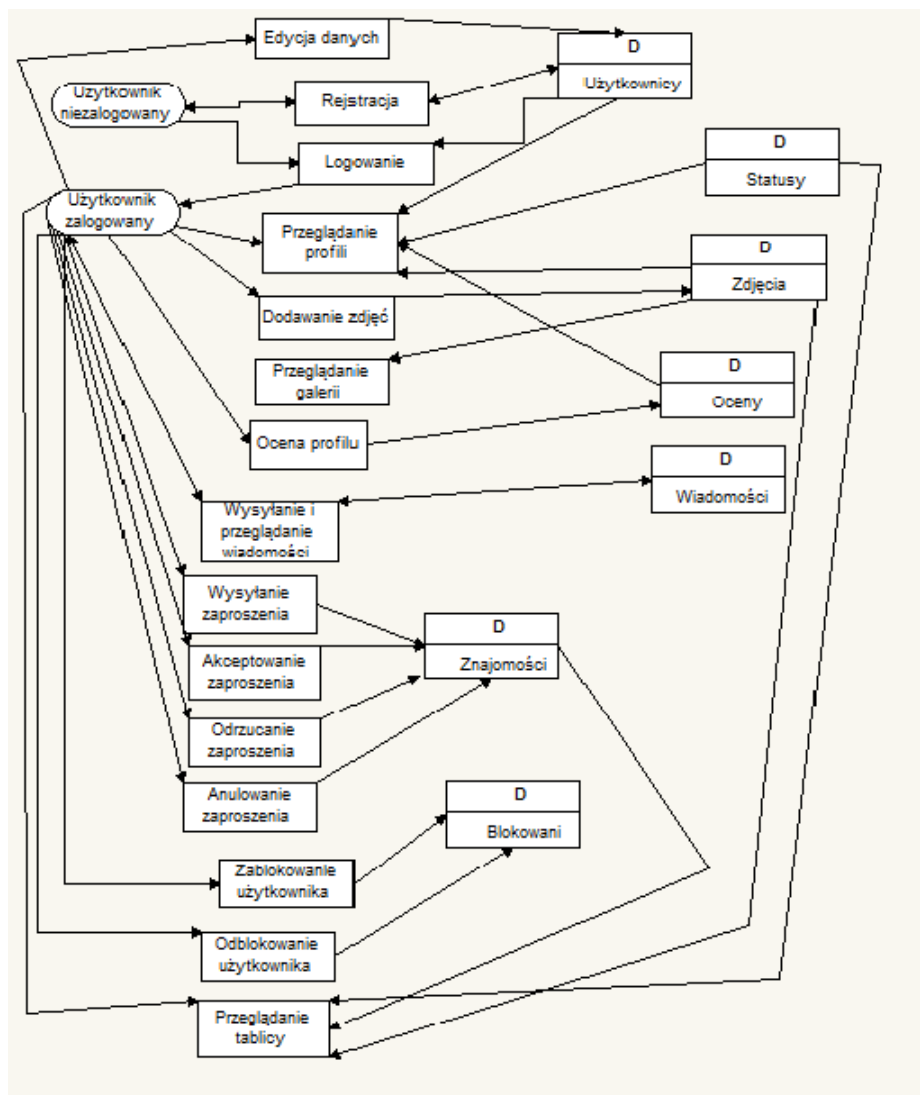 Edycja danych
D
Użytkownicy
Uzytkownik
niezalogowany
Rejstracja
Logowanie
D
Statusy
Użytkownik
zalogowany
Przeglądanie
profili
D
Zdjęcia
Dodawanie zdjęć
Przeglądanie
galerii
D
Oceny
Ocena profilu
D
Wiadomości
Wysyłanie i
przeglądanie
wiadomości
Wysyłanie
zaproszenia
D
Znajomości
Akceptowanie
zaproszenia
Odrzucanie
zaproszenia
Anulowanie
zaproszenia
D
Blokowani
Zablokowanie
użytkownika
Odblokowanie
użytkownika
Przeglądanie
tablicy